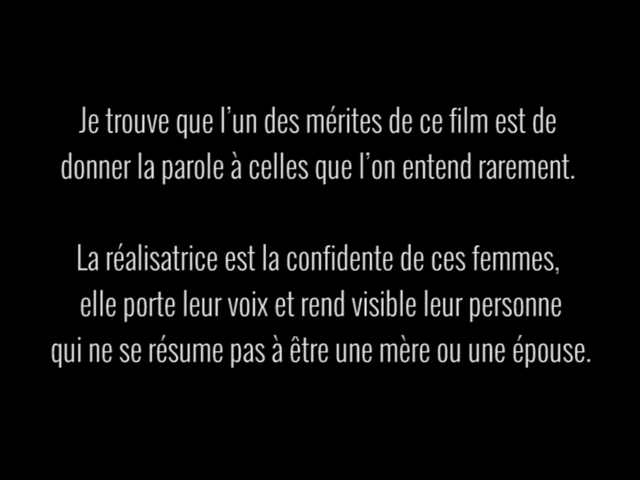 Je trouve que l’un des mérites de ce film est de
donner la parole à celles que l’on entend rarement.
La réalisatrice est la confidente de ces femmes,
elle porte leur voix et rend visible leur personne
qui ne se résume pas à être une mère ou une épouse.